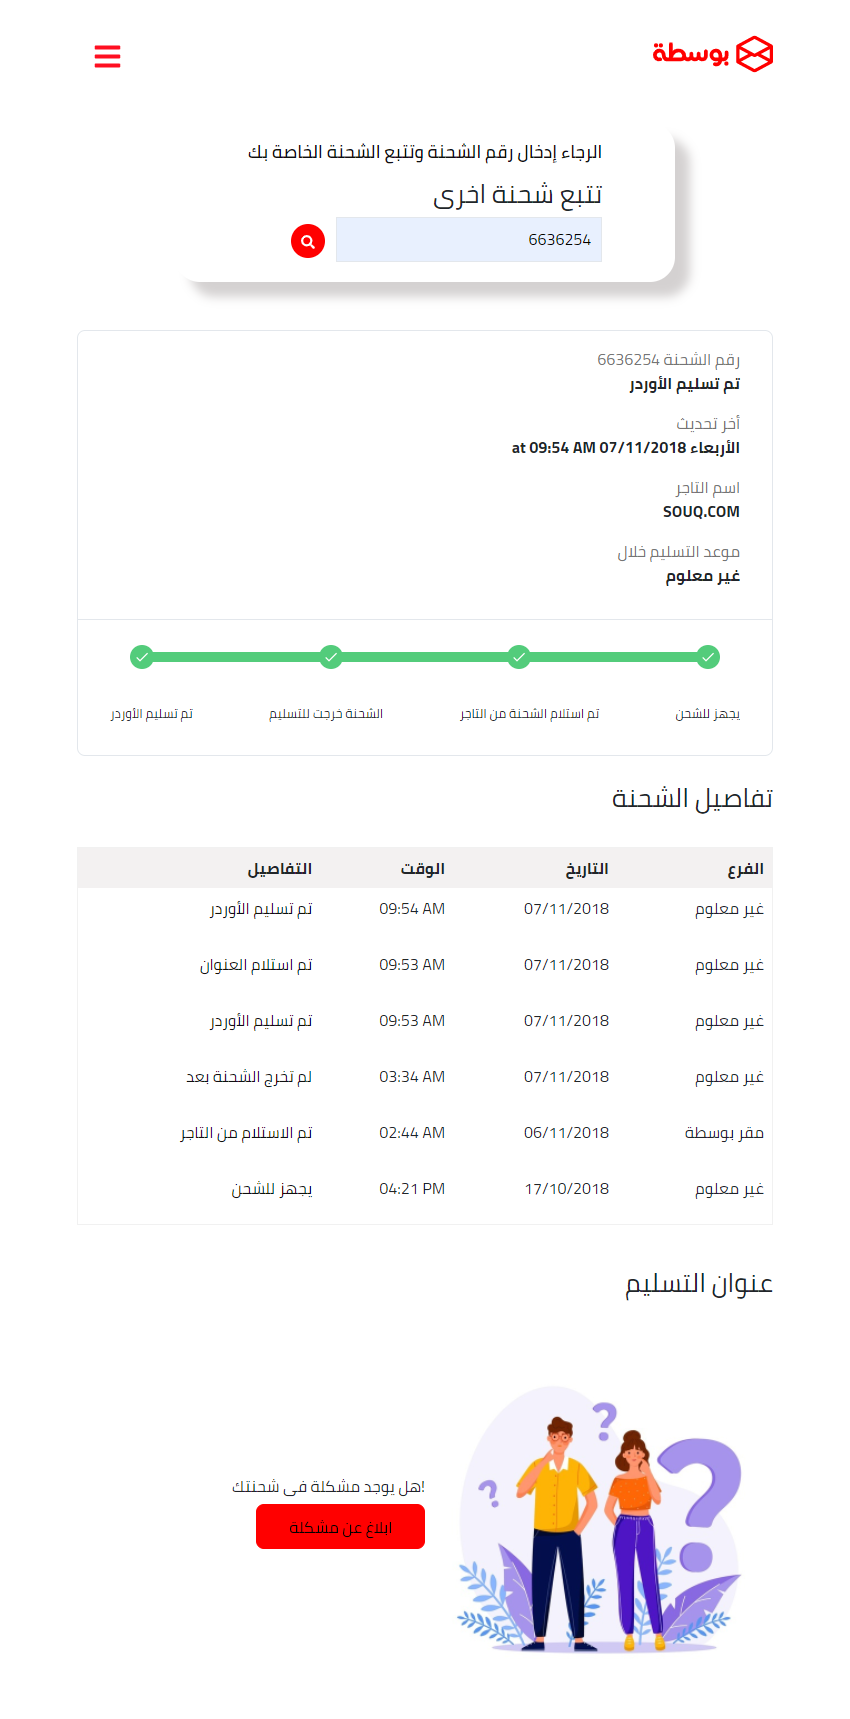 بوسطة
الرجاء إدخال رقم الشحنة وتتبع الشحنة الخاصة بك
تتبع شحنة اخرى
6636254
رقم الشحنة 6636254
تم تسليم الأوردر
أخر تحديث
الأربعاء 07/11/2018 at 09:54 AM
اسم التاجر
SOUQ.COM
موعد التسليم خلال
غير معلوم
يجهز للشحن تم استلام الشحنة من التاجر الشحنة خرجت للتسليم تم تسليم الأوردر
تفاصيل الشحنة
الفرع التاريخ الوقت التفاصيل
غير معلوم 07/11/2018 09:54 AM تم تسليم الأوردر
غير معلوم 07/11/2018 09:53 AM تم استلام العنوان
غير معلوم 07/11/2018 09:53 AM تم تسليم الأوردر
غير معلوم 07/11/2018 03:34 AM لم تخرج الشحنة بعد
مقر بوسطة 06/11/2018 02:44 AM تم الاستلام من التاجر
غير معلوم 17/10/2018 04:21 PM يجهز للشحن
عنوان التسليم
!هل يوجد مشكلة فى شحنتك
ابلاغ عن مشكلة